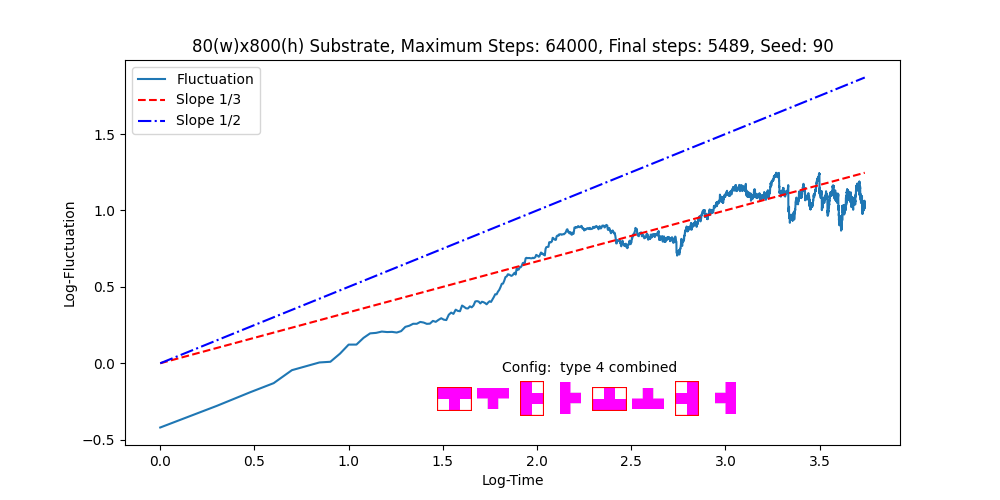 80(w)x800(h) Substrate, Maximum Steps: 64000, Final steps: 5489, Seed: 90
Fluctuation
Slope 1/3
Slope 1/2
Log-Fluctuation
1.5
1.0
0.5
0.0
−0.5
Config:  type 4 combined
0.0 0.5 1.0 1.5 2.0 2.5 3.0 3.5
Log-Time